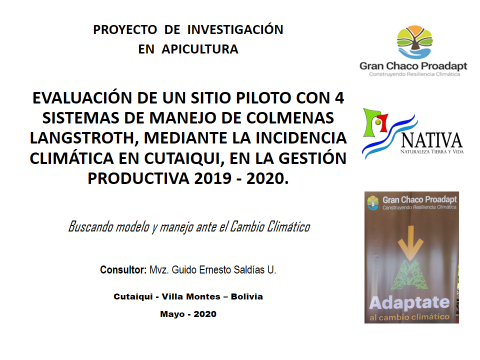 PROYECTO DE INVESTIGACIÓN
EN APICULTURA
Gran Chaco Proadapt
Construyendo Resiliencia Climática
EVALUACIÓN DE UN SITIO PILOTO CON 4
SISTEMAS DE MANEJO DE COLMENAS
LANGSTROTH, MEDIANTE LA INCIDENCIA
CLIMÁTICA EN CUTAIQUI, EN LA GESTIÓN
PRODUCTIVA 2019 - 2020.
NATIVA
NATURALEZA TIERRA Y VIDA
Buscando modelo y manejo ante el Cambio Climático
Consultor: Mvz. Guido Ernesto Saldías U.
Cutaiqui - Villa Montes – Bolivia
Mayo - 2020
Gran Chaco Proadapt
Construyendo Resiliencia Climática
Adaptate
al cambio climático